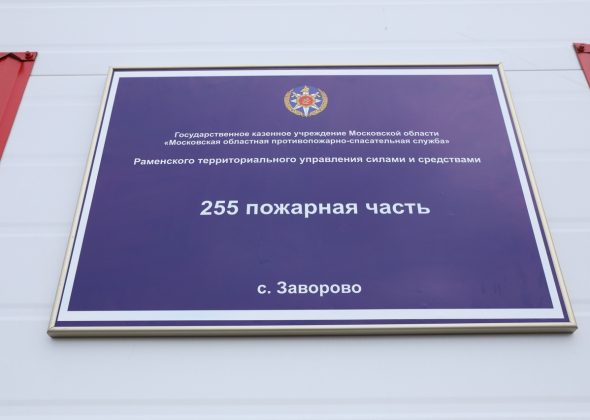 Государственное казенное учреждение Московской области
«Московская областная противопожарно-спасательная служба»
Раменского территориального управления силами и средствами
255 пожарная часть
с. Заворово